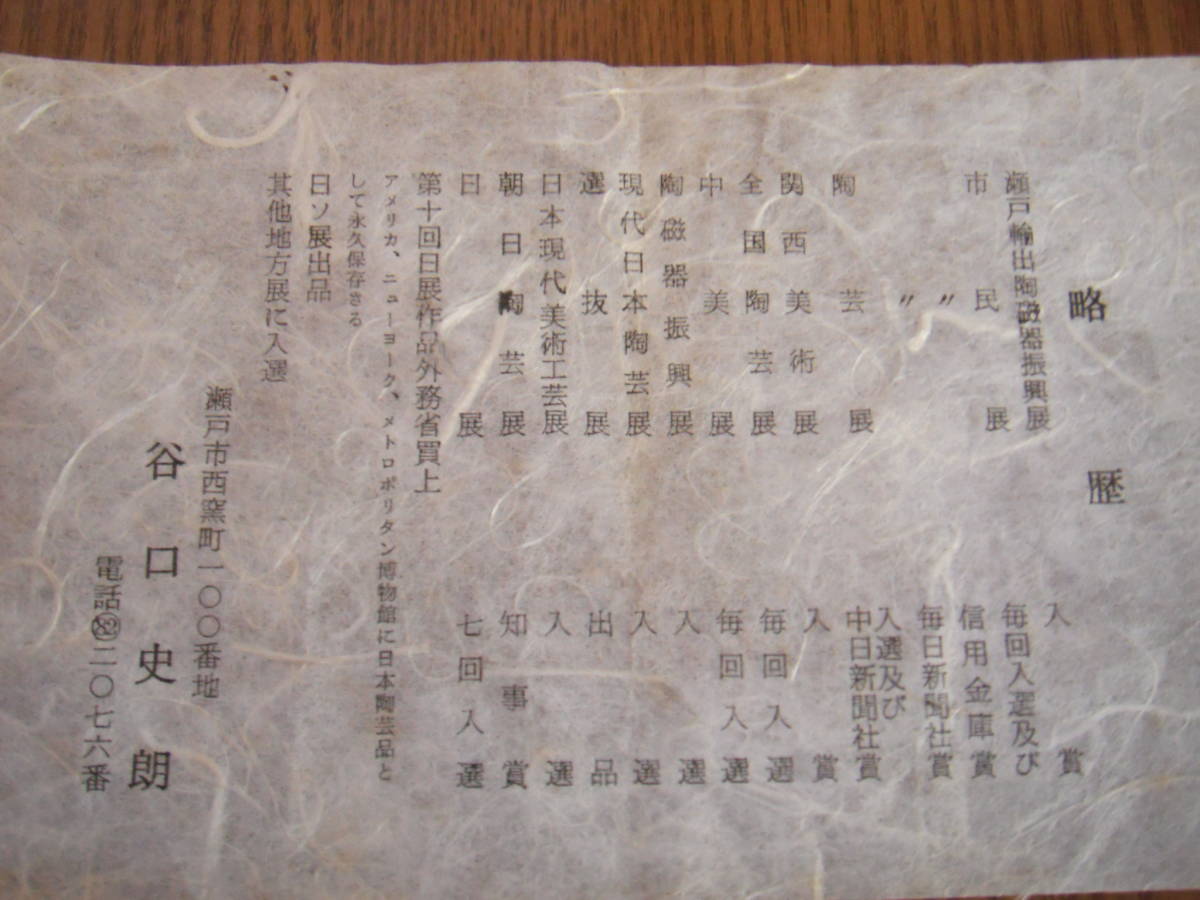 略歴
瀬戸輸出陶磁器振興展 入賞
市民展 毎回入選及び
〃 信用金庫賞
〃 毎日新聞社賞
陶芸展 入選及び
中日新聞社賞
関西美術展 入賞
全国陶芸展 毎回入選
中美展 毎回入選
陶磁器振興展 入選
現代日本陶芸展 入選
選抜展 出品
日本現代美術工芸展 入選
朝日陶芸展 知事賞
日展 七回入選
第十回日展作品外務省買上
アメリカ、ニューヨーク、メトロポリタン博物館に日本陶芸品と
して永久保存さる
日ソ展出品
其他地方展に入選
瀬戸市西窯町一〇〇番地
谷口史朗
電話(82)二〇七六番